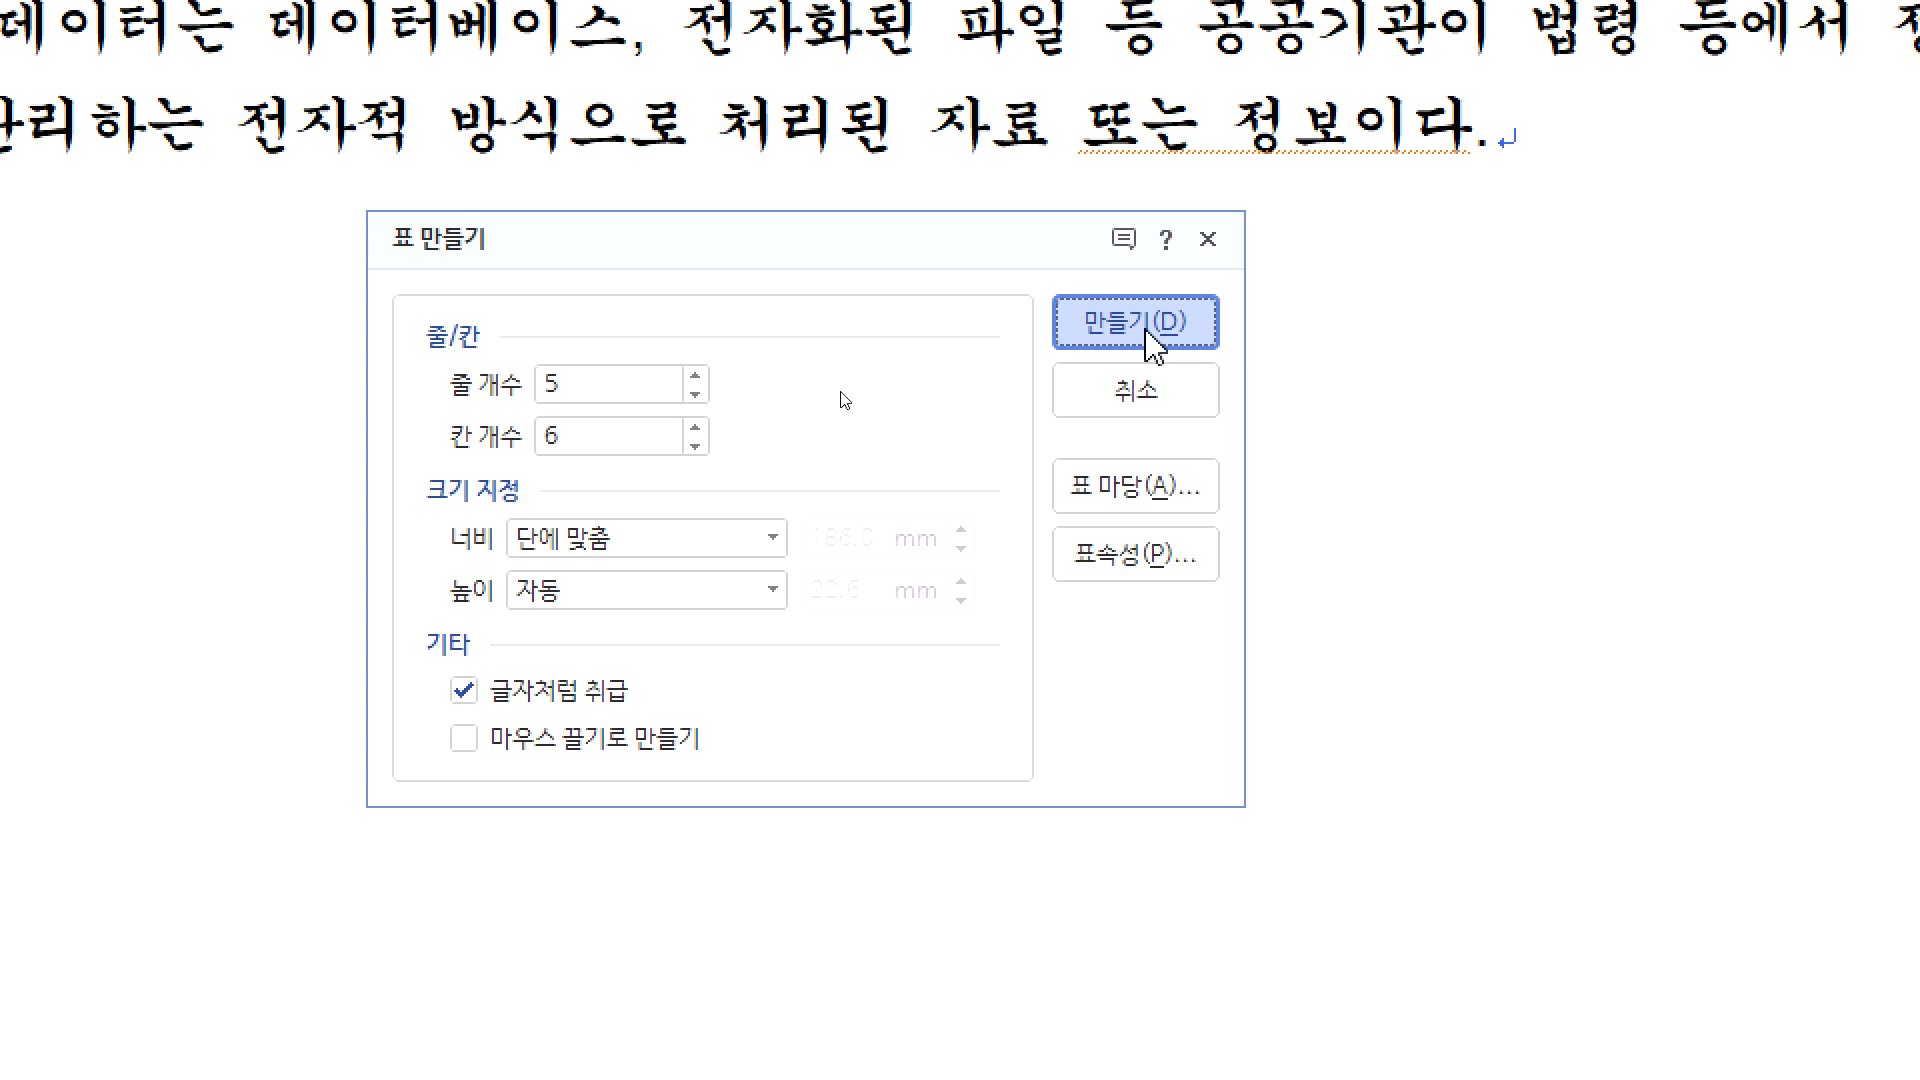 데이터는 데이터베이스, 전자화된 파일 등 공공기관이 법령 등에서 정
관리하는 전자적 방식으로 처리된 자료 또는 정보이다.↵
표 만들기
? ×
줄/칸
줄 개수 5
칸 개수 6
크기 지정
너비 단에 맞춤 186.0 mm
높이 자동 22.6 mm
기타
글자처럼 취급
마우스 끌기로 만들기
만들기(D)
취소
표 마당(A)...
표속성(P)...